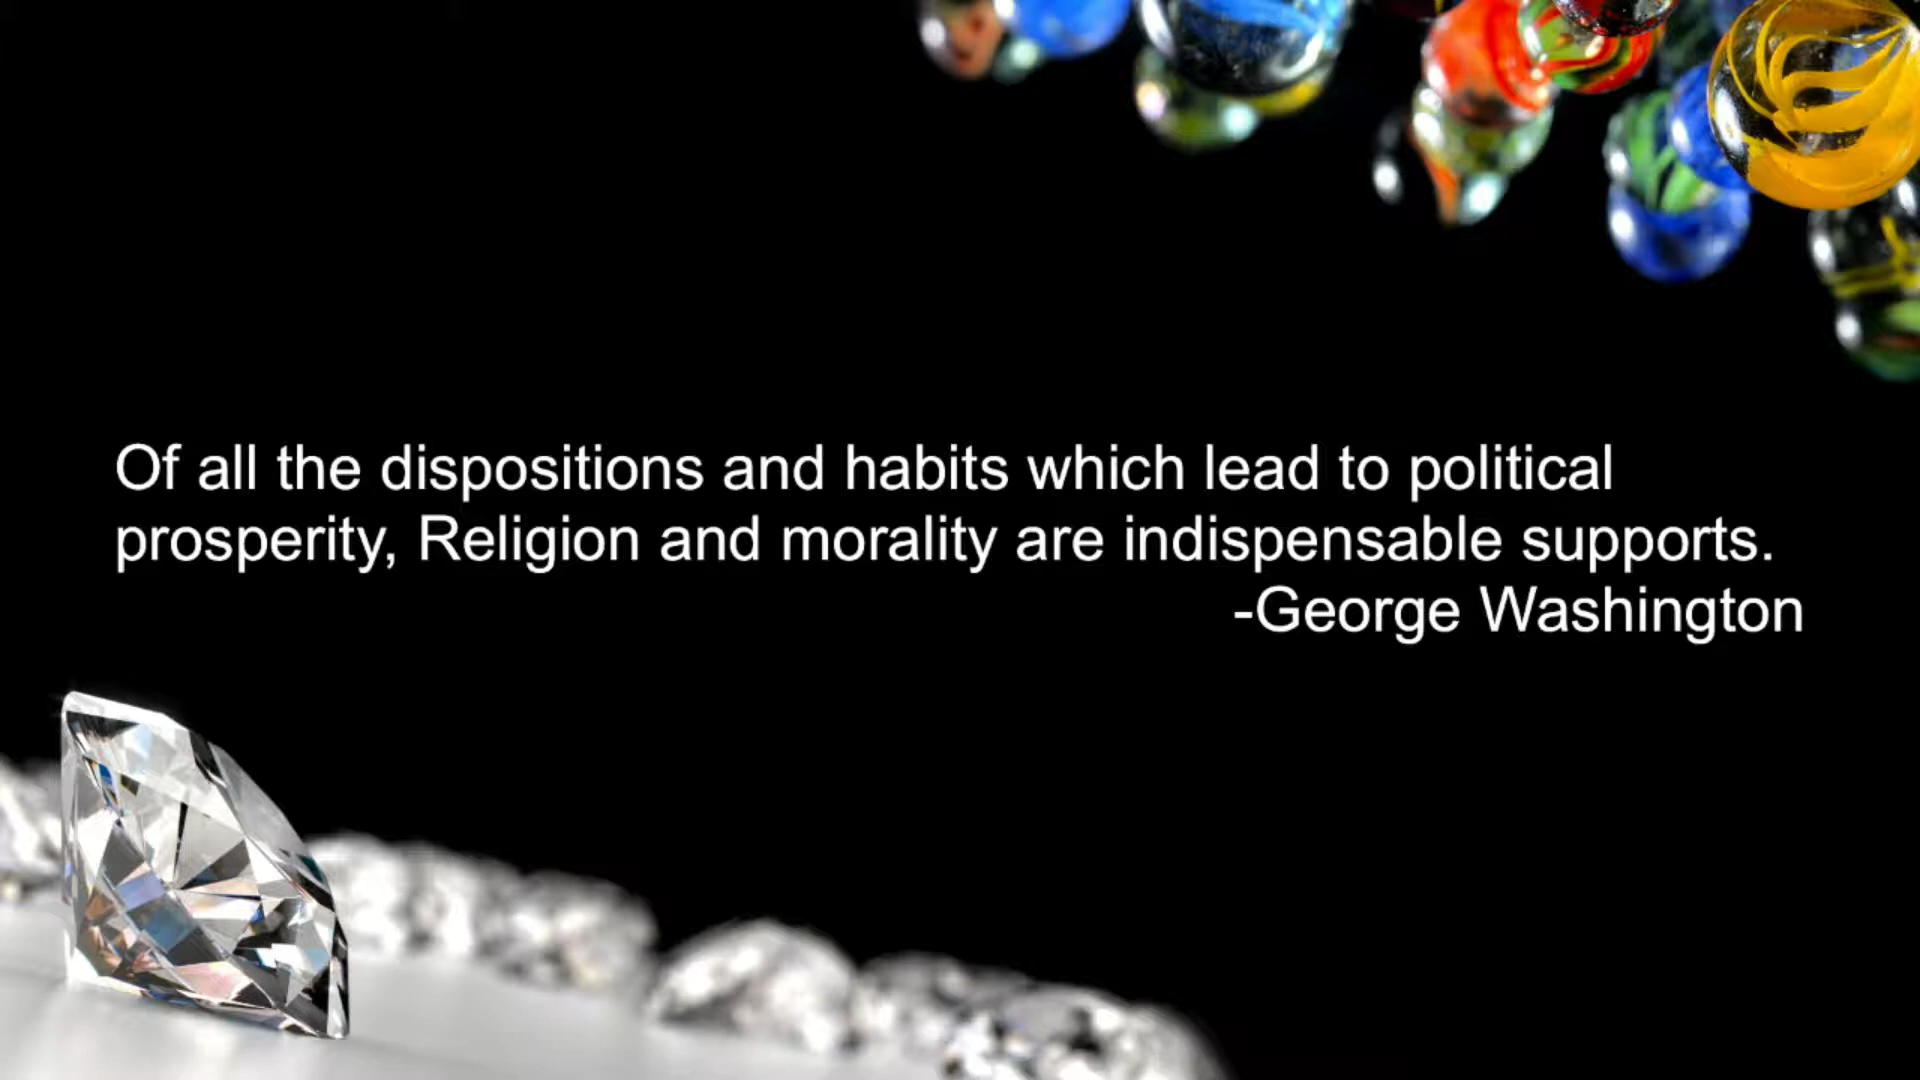 Of all the dispositions and habits which lead to political
prosperity, Religion and morality are indispensable supports.
-George Washington